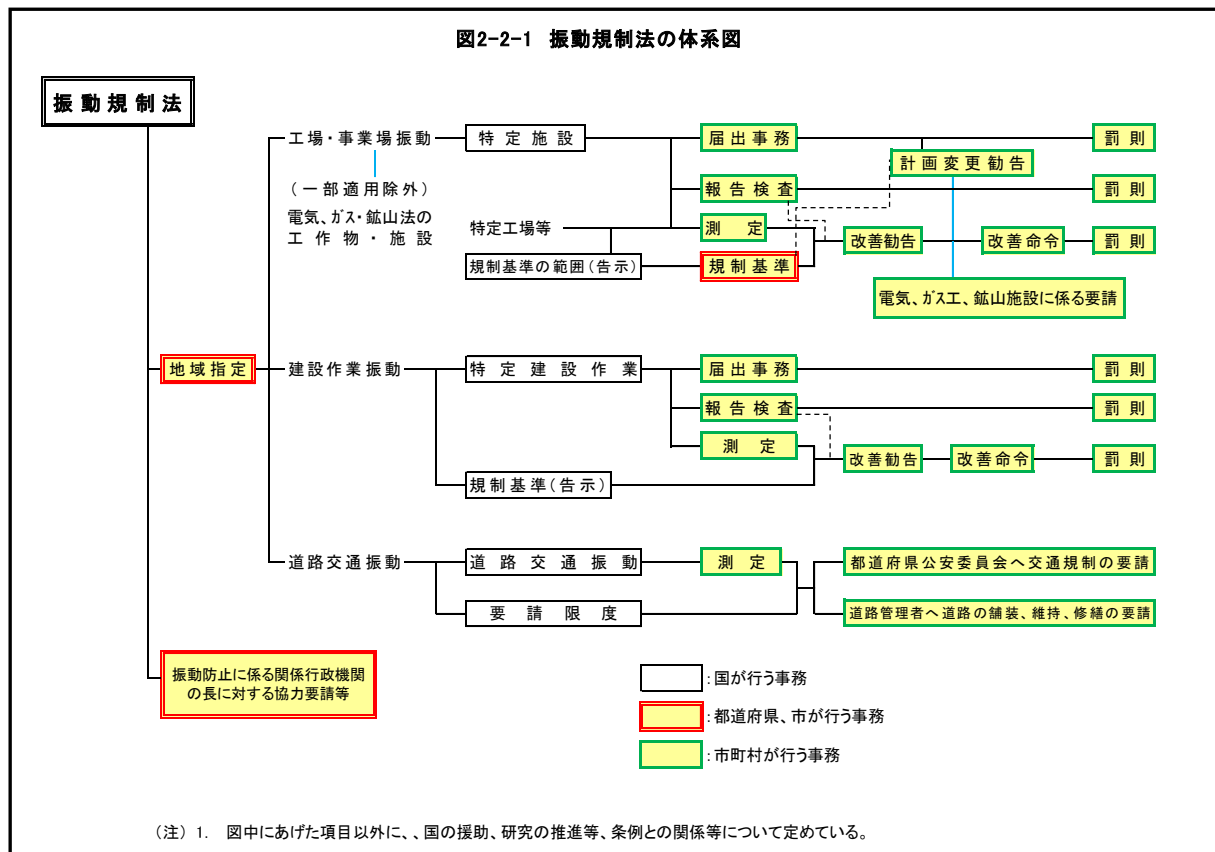 図2-2-1 振動規制法の体系図
振動規制法
工場・事業場振動
特定施設
届出事務
罰則
計画変更勧告
(一部適用除外)
報告検査
罰則
電気、ガス・鉱山法の
工作物・施設
特定工場等
測定
改善勧告
改善命令
罰則
規制基準の範囲(告示)
規制基準
電気、ガス工、鉱山施設に係る要請
地域指定
建設作業振動
特定建設作業
届出事務
罰則
報告検査
罰則
測定
改善勧告
改善命令
罰則
規制基準(告示)
道路交通振動
道路交通振動
測定
都道府県公安委員会へ交通規制の要請
要請限度
道路管理者へ道路の舗装、維持、修繕の要請
振動防止に係る関係行政機関
の長に対する協力要請等
:国が行う事務
:都道府県、市が行う事務
:市町村が行う事務
(注) 1. 図中にあげた項目以外に、、国の援助、研究の推進等、条例との関係等について定めている。